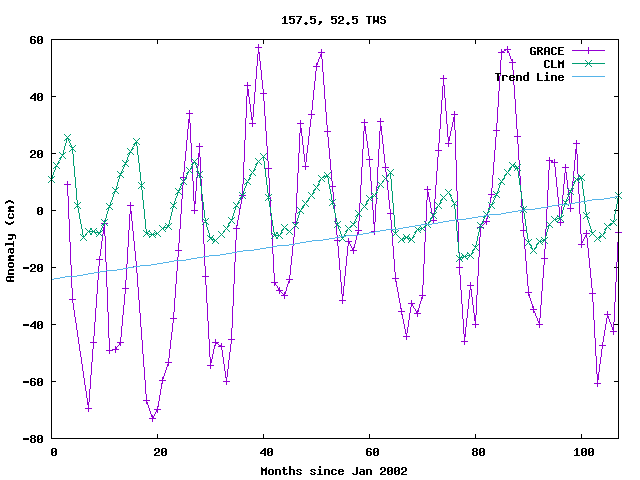 157.5, 52.5 TWS
60
GRACE
CLM
Trend Line
40
20
0
-20
-40
-60
-80
Anomaly (cm)
0 20 40 60 80 100
Months since Jan 2002